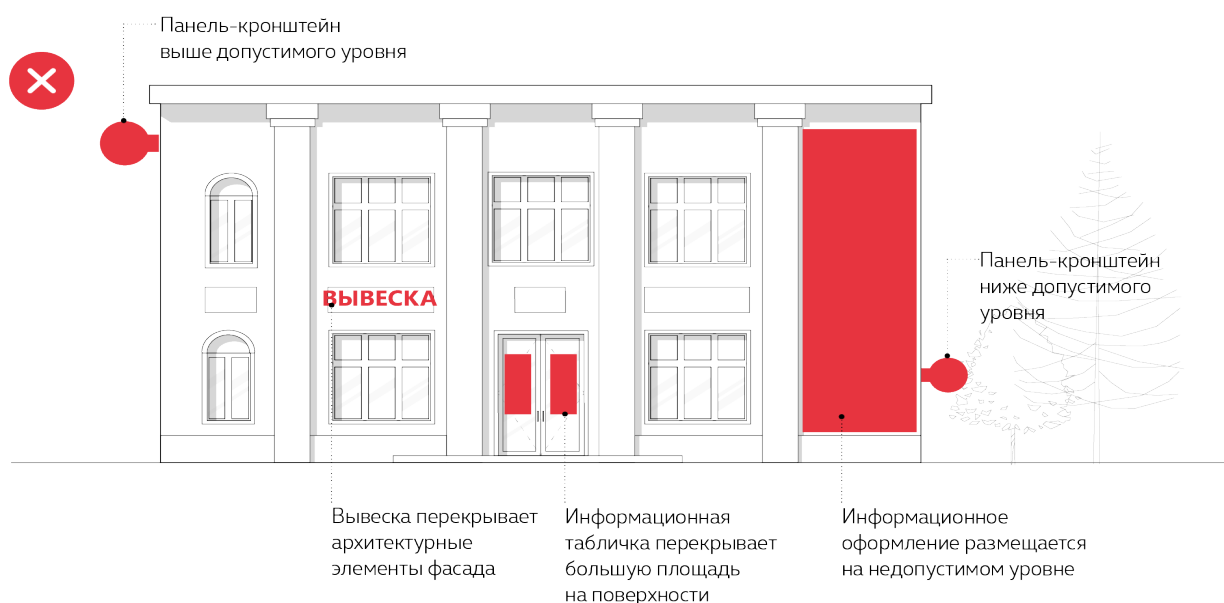 Панель-кронштейн
выше допустимого уровня
Панель-кронштейн
ниже допустимого
уровня
ВЫВЕСКА
Вывеска перекрывает
архитектурные
элементы фасада
Информационная
табличка перекрывает
большую площадь
на поверхности
Информационное
оформление размещается
на недопустимом уровне